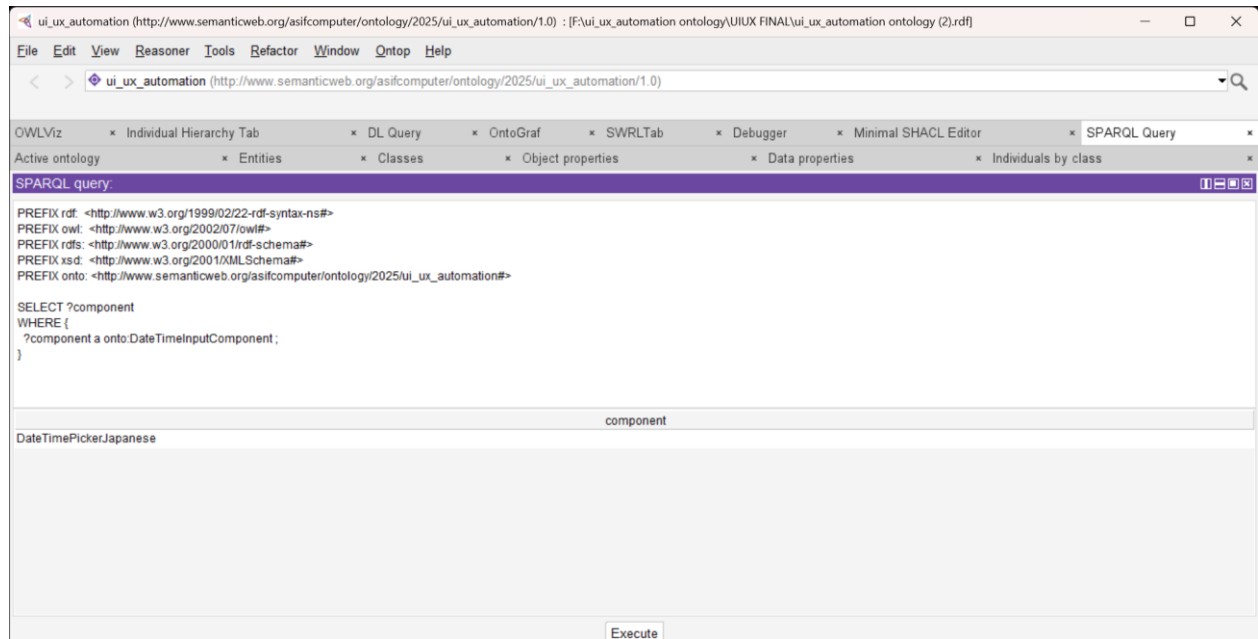 ui_ux_automation (http://www.semanticweb.org/asifcomputer/ontology/2025/ui_ux_automation/1.0) : [F:\ui_ux_automation ontology\UIUX FINAL\ui_ux_automation ontology (2).rdf]
File Edit View Reasoner Tools Refactor Window Ontop Help
ui_ux_automation (http://www.semanticweb.org/asifcomputer/ontology/2025/ui_ux_automation/1.0)
OWLViz × Individual Hierarchy Tab × DL Query × OntoGraf × SWRLTab × Debugger × Minimal SHACL Editor × SPARQL Query ×
Active ontology × Entities × Classes × Object properties × Data properties × Individuals by class ×
SPARQL query:
PREFIX rdf: <http://www.w3.org/1999/02/22-rdf-syntax-ns#>
PREFIX owl: <http://www.w3.org/2002/07/owl#>
PREFIX rdfs: <http://www.w3.org/2000/01/rdf-schema#>
PREFIX xsd: <http://www.w3.org/2001/XMLSchema#>
PREFIX onto: <http://www.semanticweb.org/asifcomputer/ontology/2025/ui_ux_automation#>
SELECT ?component
WHERE {
?component a onto:DateTimeInputComponent ;
}
component
DateTimePickerJapanese
Execute